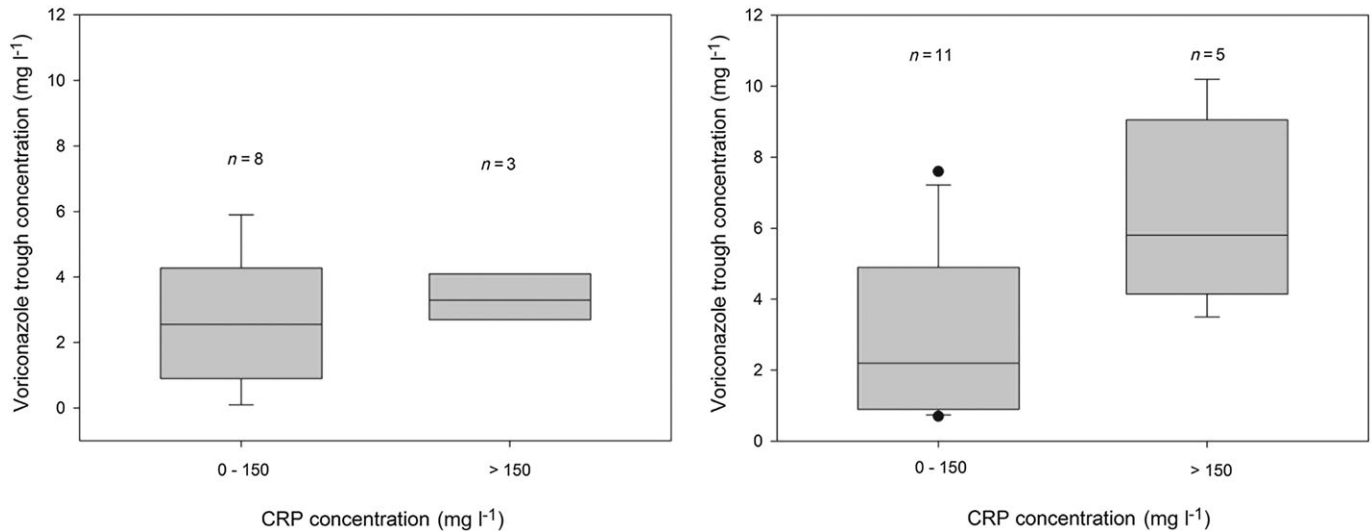 Voriconazole trough concentration (mg l-1)
12
10
8
6
4
2
0
n = 8
n = 3
0 - 150
> 150
CRP concentration (mg l-1)
Voriconazole trough concentration (mg l-1)
12
10
8
6
4
2
0
n = 11
n = 5
0 - 150
> 150
CRP concentration (mg l-1)